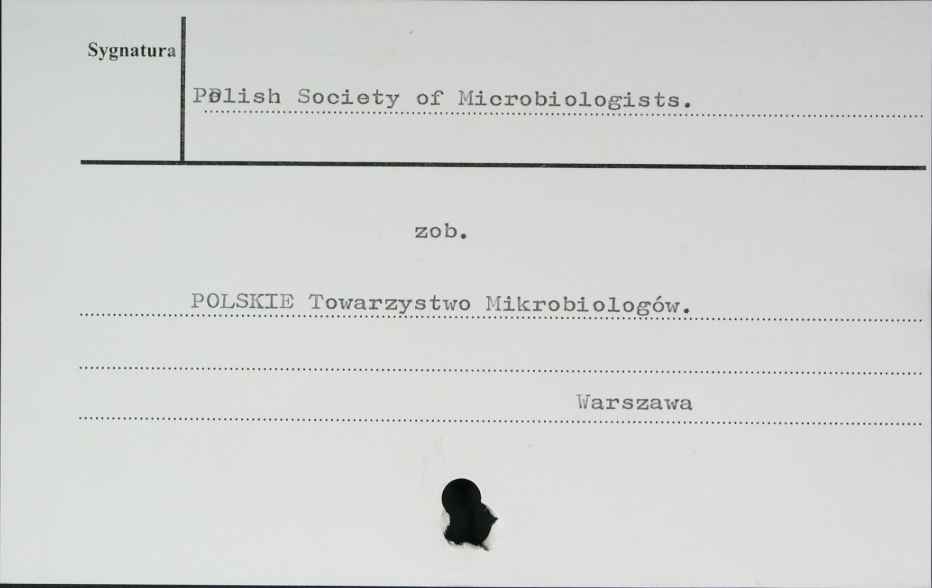 Sygnatura
Polish Society of Microbiologists.
zob.
POLSKIE Towarzystwo Mikrobiologów.
Warszawa